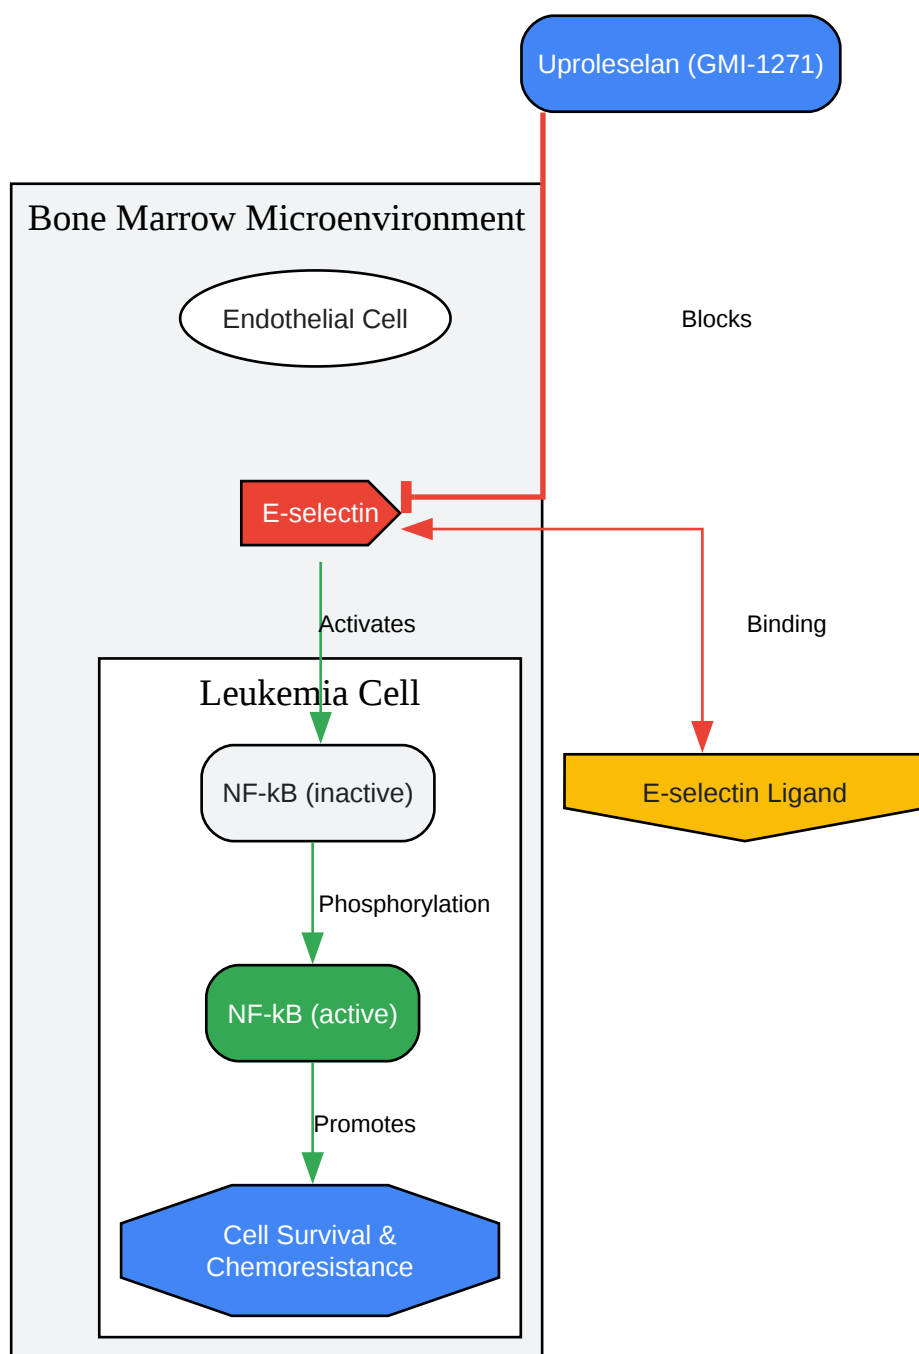 Uproleselan (GMI-1271)
Bone Marrow Microenvironment
Endothelial Cell
Blocks
E-selectin
Activates
Binding
Leukemia Cell
NF-kB (inactive)
E-selectin Ligand
Phosphorylation
NF-kB (active)
Promotes
Cell Survival &
Chemoresistance